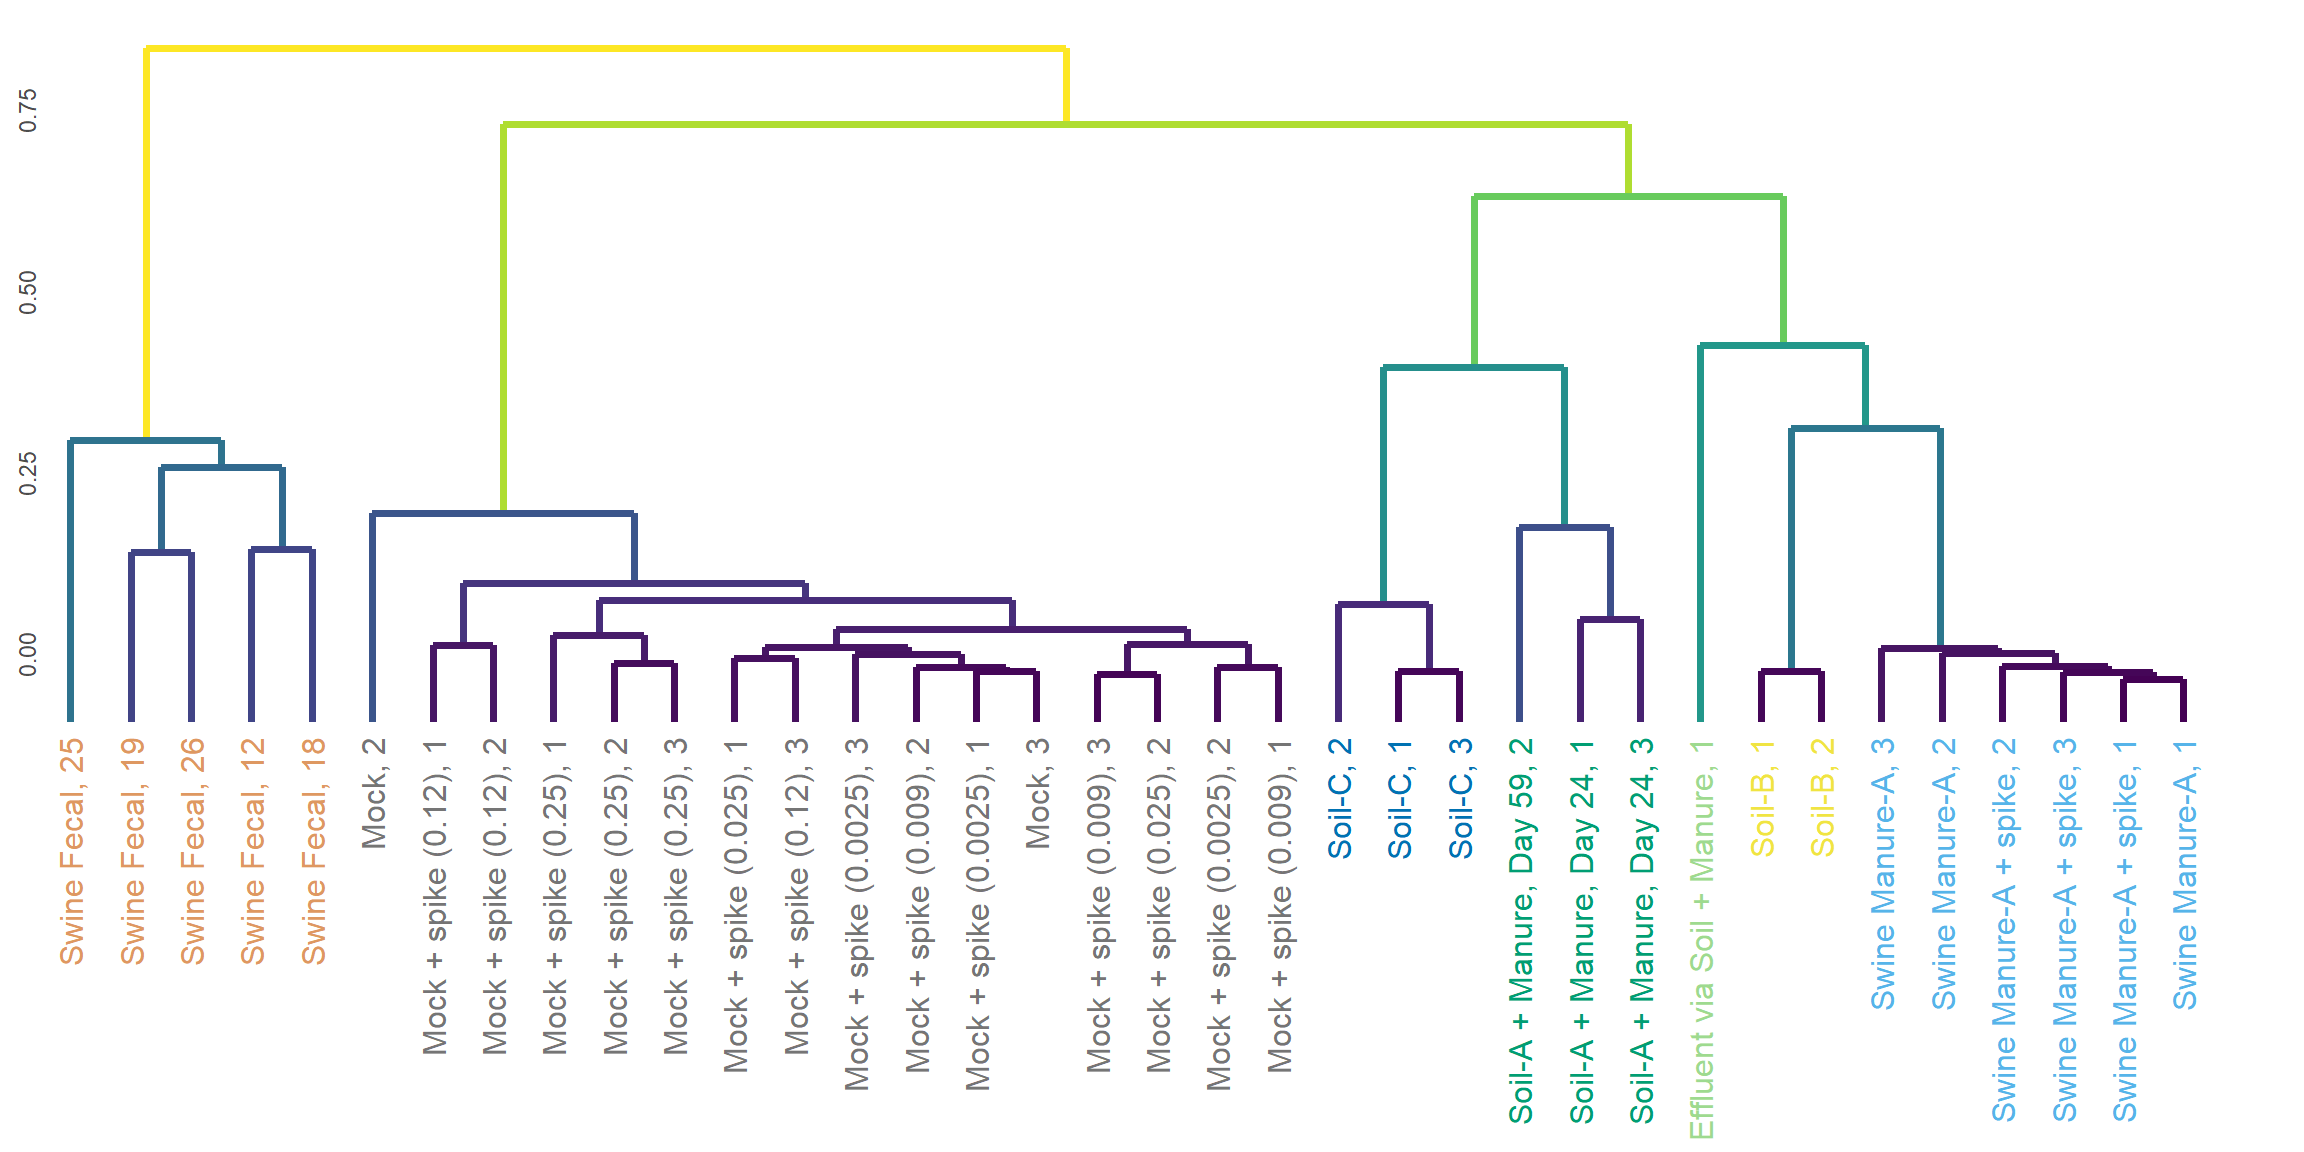 0.75
0.50
0.25
0.00
Swine Fecal, 25
Swine Fecal, 19
Swine Fecal, 26
Swine Fecal, 12
Swine Fecal, 18
Mock, 2
Mock + spike (0.12), 1
Mock + spike (0.12), 2
Mock + spike (0.25), 1
Mock + spike (0.25), 2
Mock + spike (0.25), 3
Mock + spike (0.025), 1
Mock + spike (0.12), 3
Mock + spike (0.0025), 3
Mock + spike (0.009), 2
Mock + spike (0.0025), 1
Mock, 3
Mock + spike (0.009), 3
Mock + spike (0.025), 2
Mock + spike (0.0025), 2
Mock + spike (0.009), 1
Soil-C, 2
Soil-C, 1
Soil-C, 3
Soil-A + Manure, Day 59, 2
Soil-A + Manure, Day 24, 1
Soil-A + Manure, Day 24, 3
Effluent via Soil + Manure, 1
Soil-B, 1
Soil-B, 2
Swine Manure-A, 3
Swine Manure-A, 2
Swine Manure-A + spike, 2
Swine Manure-A + spike, 3
Swine Manure-A + spike, 1
Swine Manure-A, 1